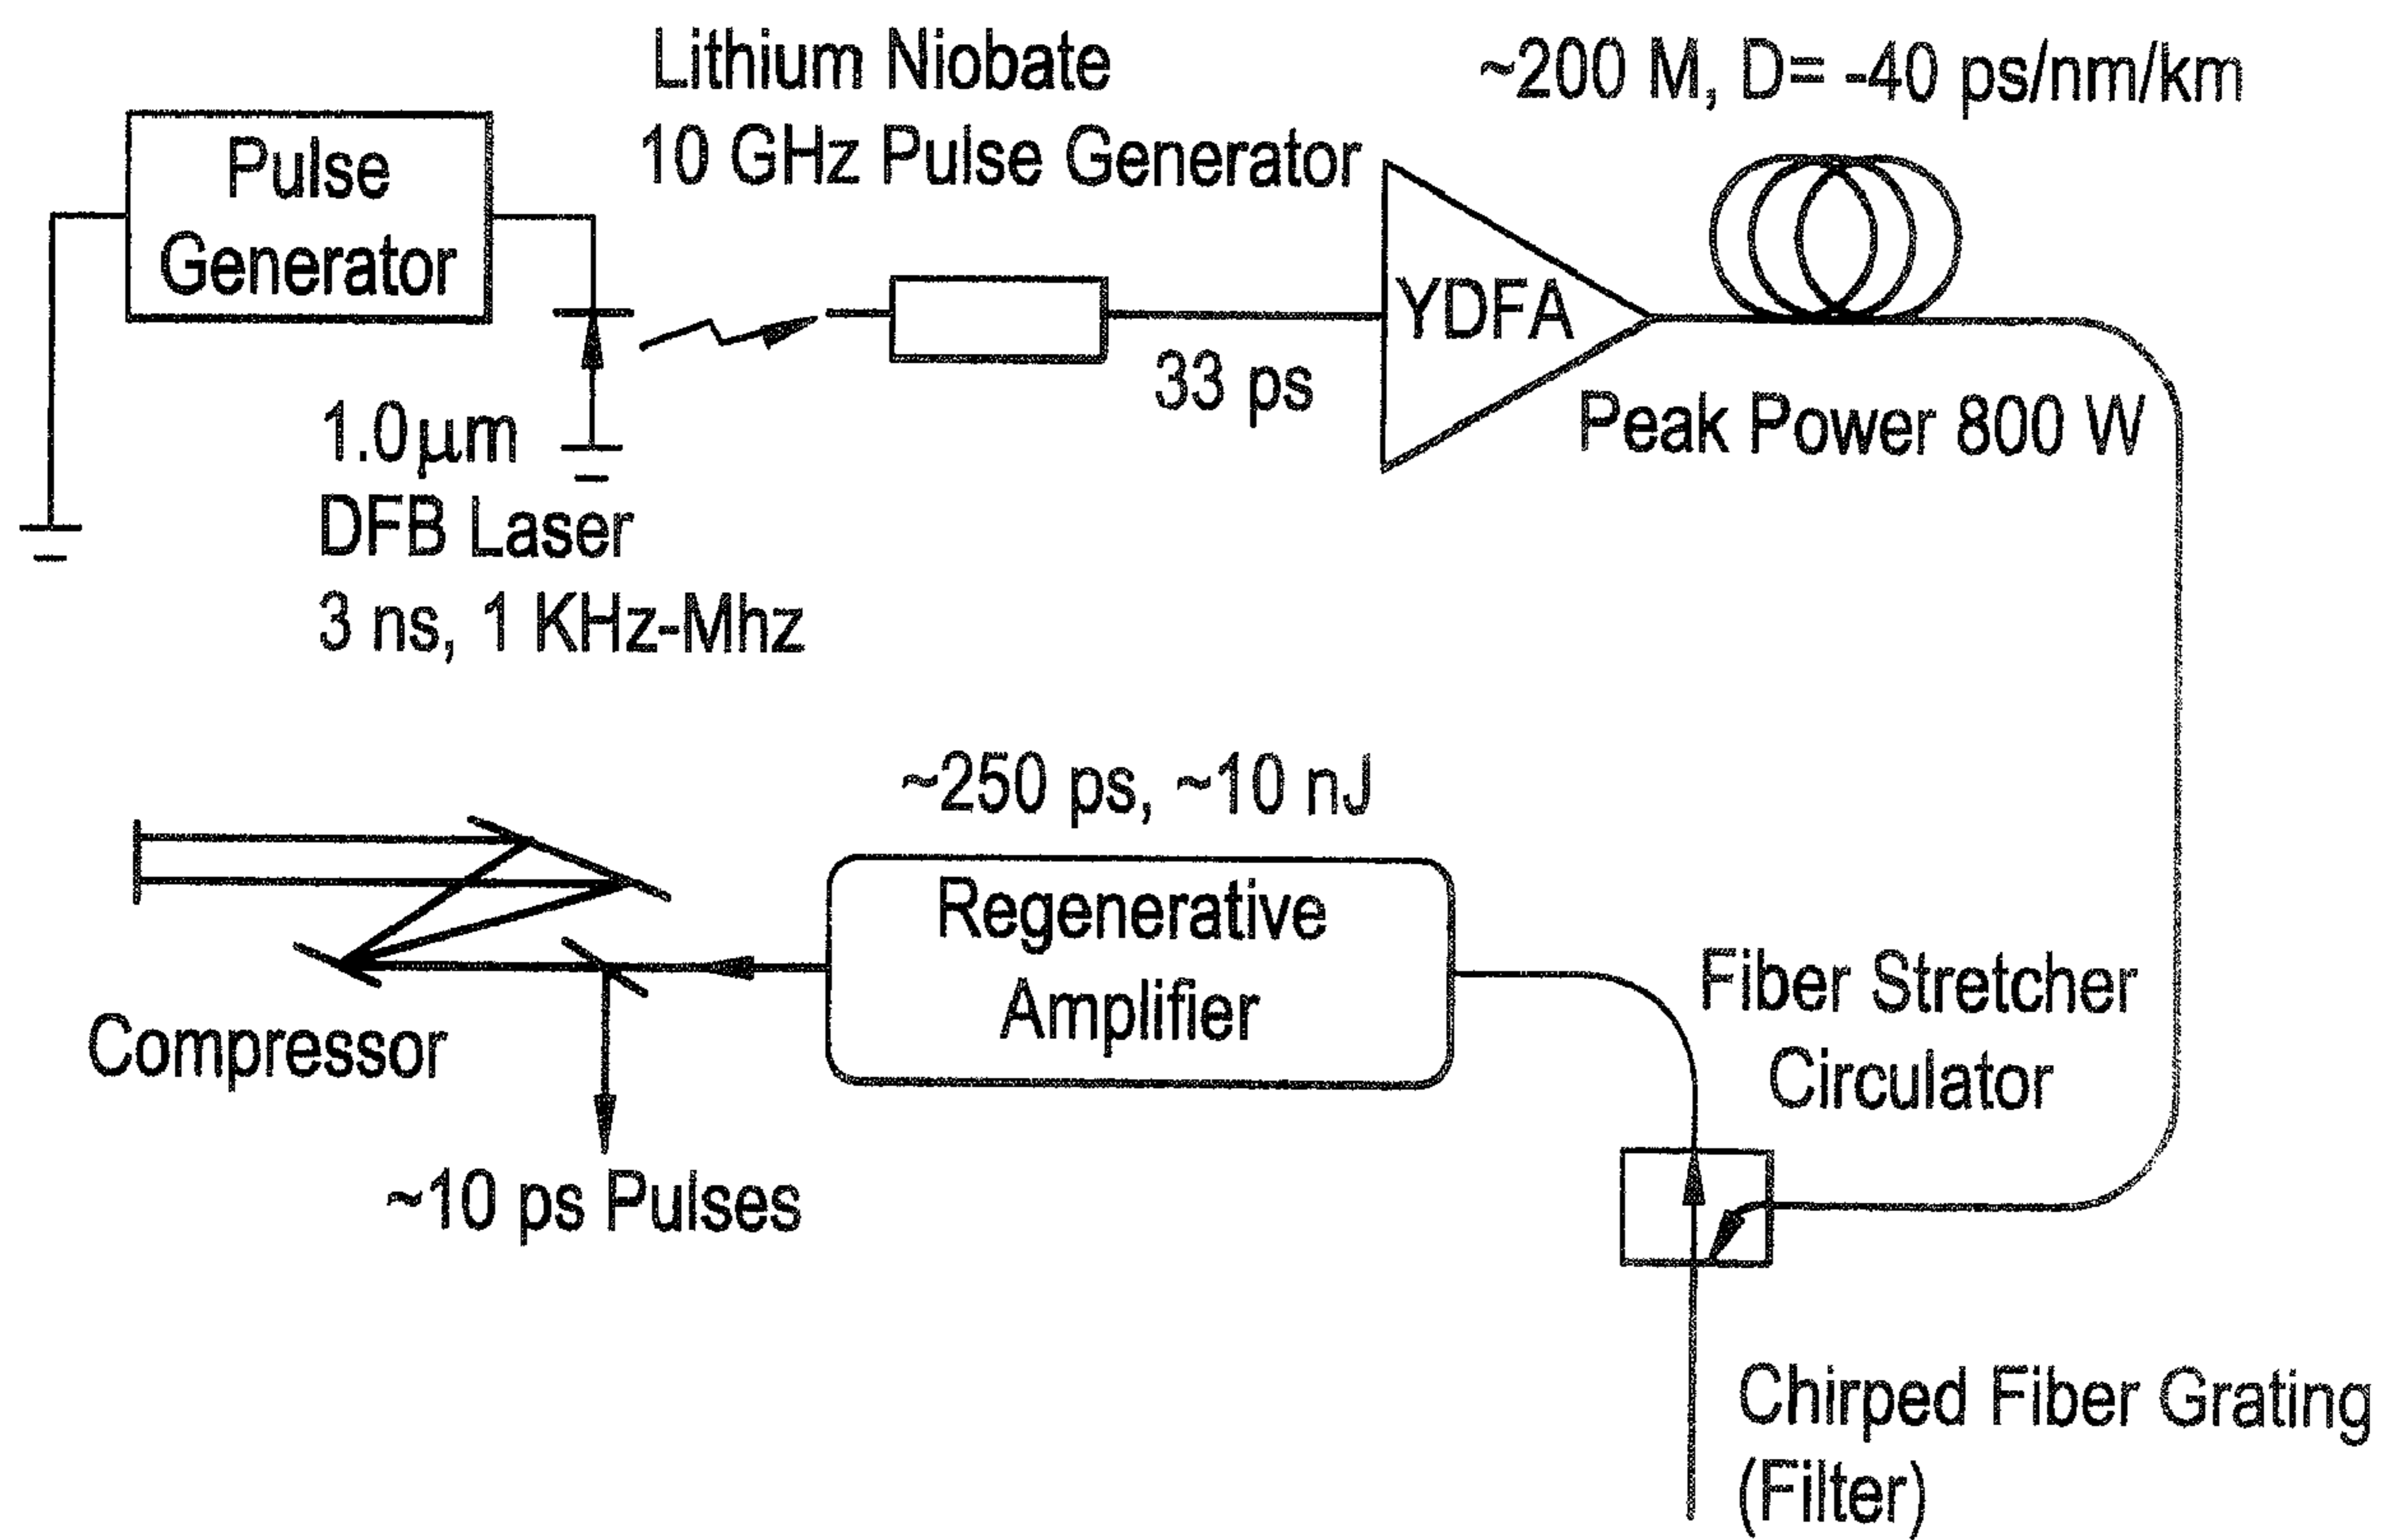 Lithium Niobate
10 GHz Pulse Generator
~200 M, D= -40 ps/nm/km
Pulse
Generator
YDFA
33 ps
Peak Power 800 W
1.0μm
DFB Laser
3 ns, 1 KHz-Mhz
~250 ps, ~10 nJ
Regenerative
Amplifier
Fiber Stretcher
Circulator
Compressor
~10 ps Pulses
Chirped Fiber Grating
(Filter)